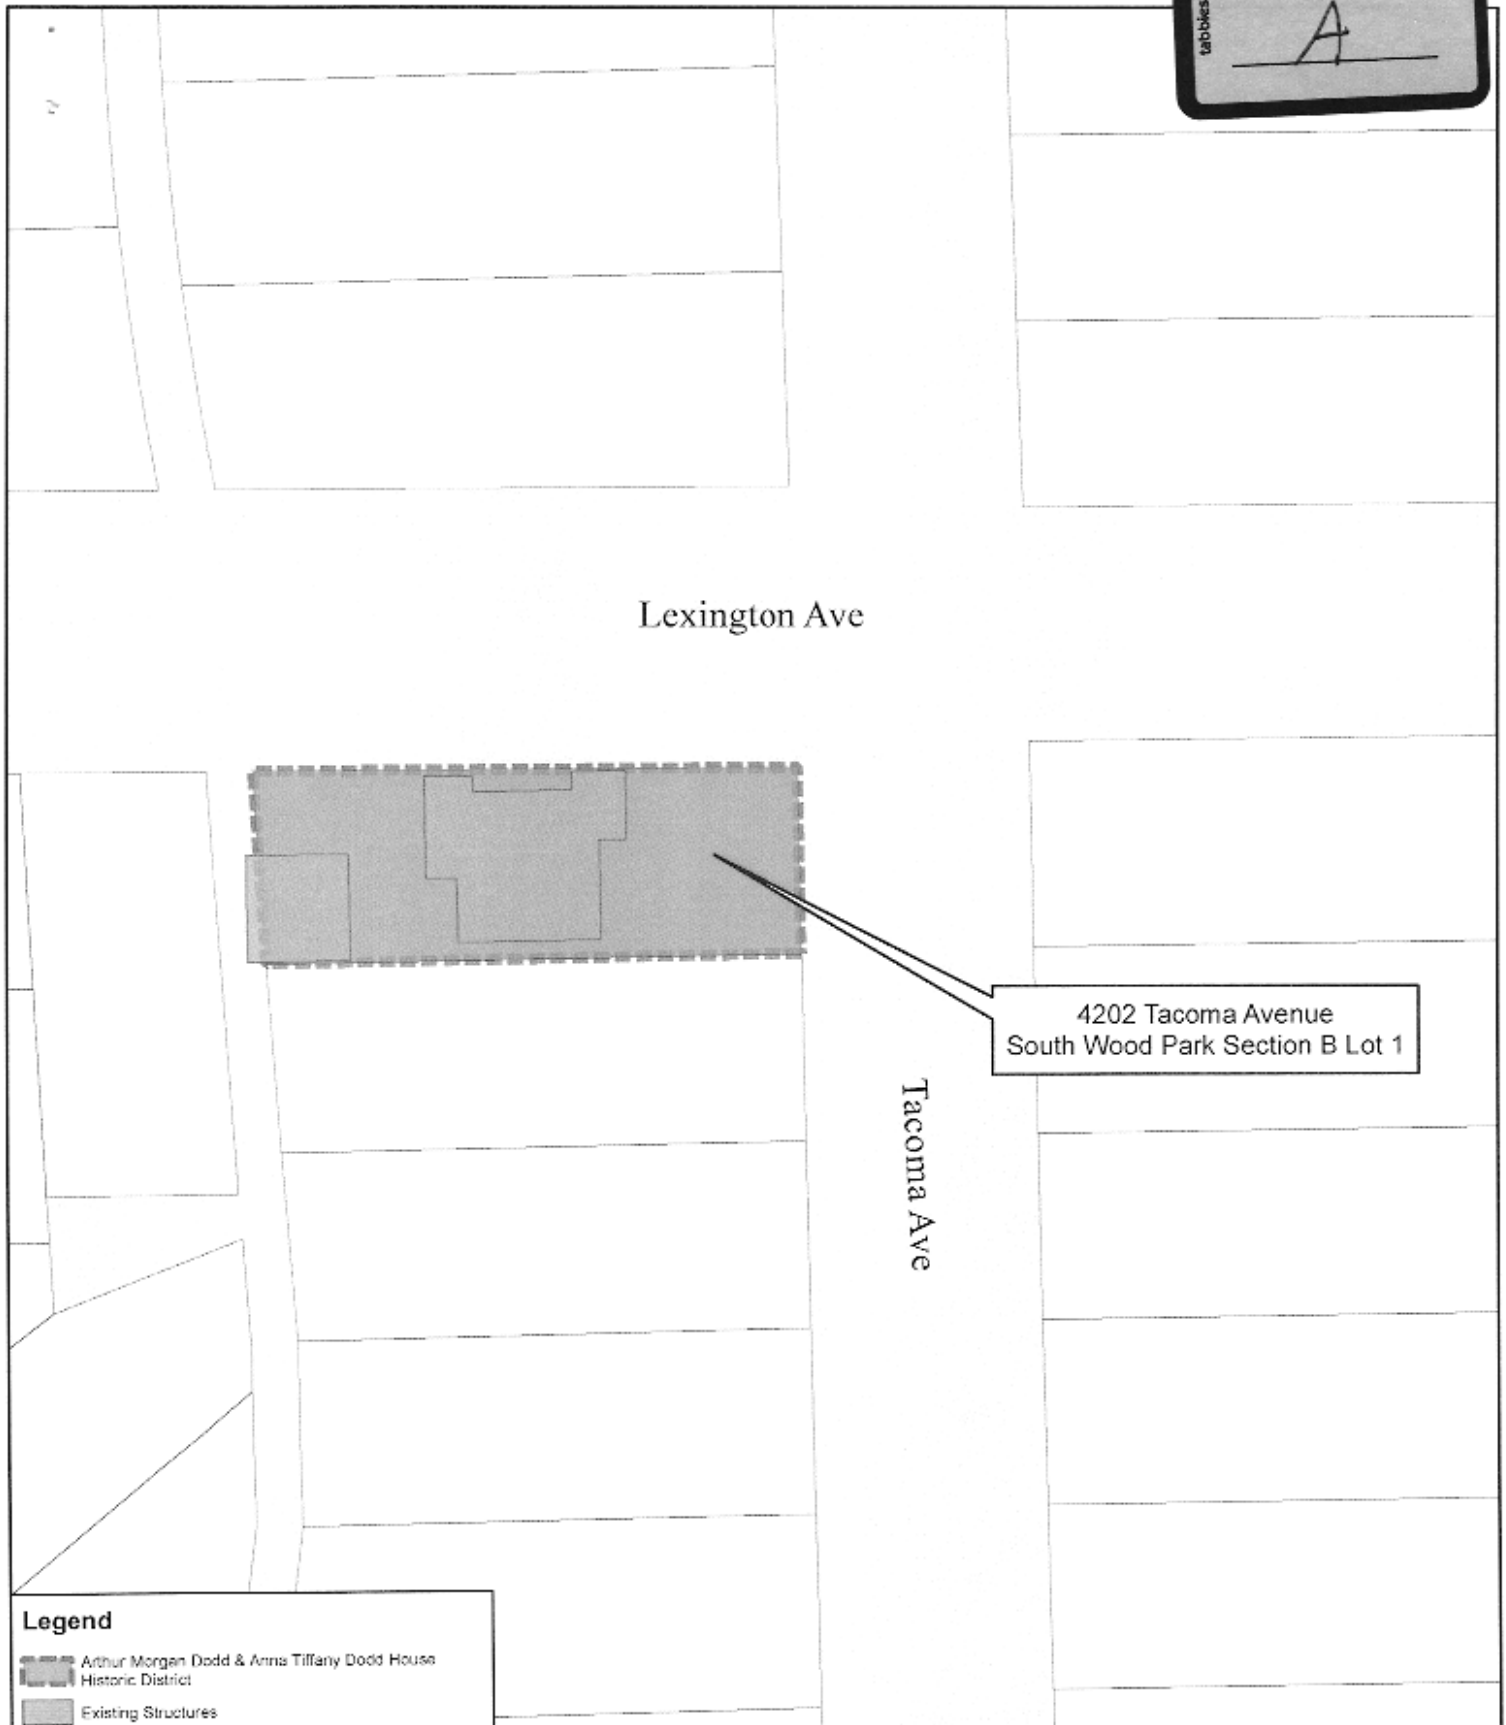 tabbies
A
Lexington Ave
4202 Tacoma Avenue
South Wood Park Section B Lot 1
Tacoma Ave
Legend
Arthur Morgan Dodd & Anna Tiffany Dodd House
Historic District
Existing Structures